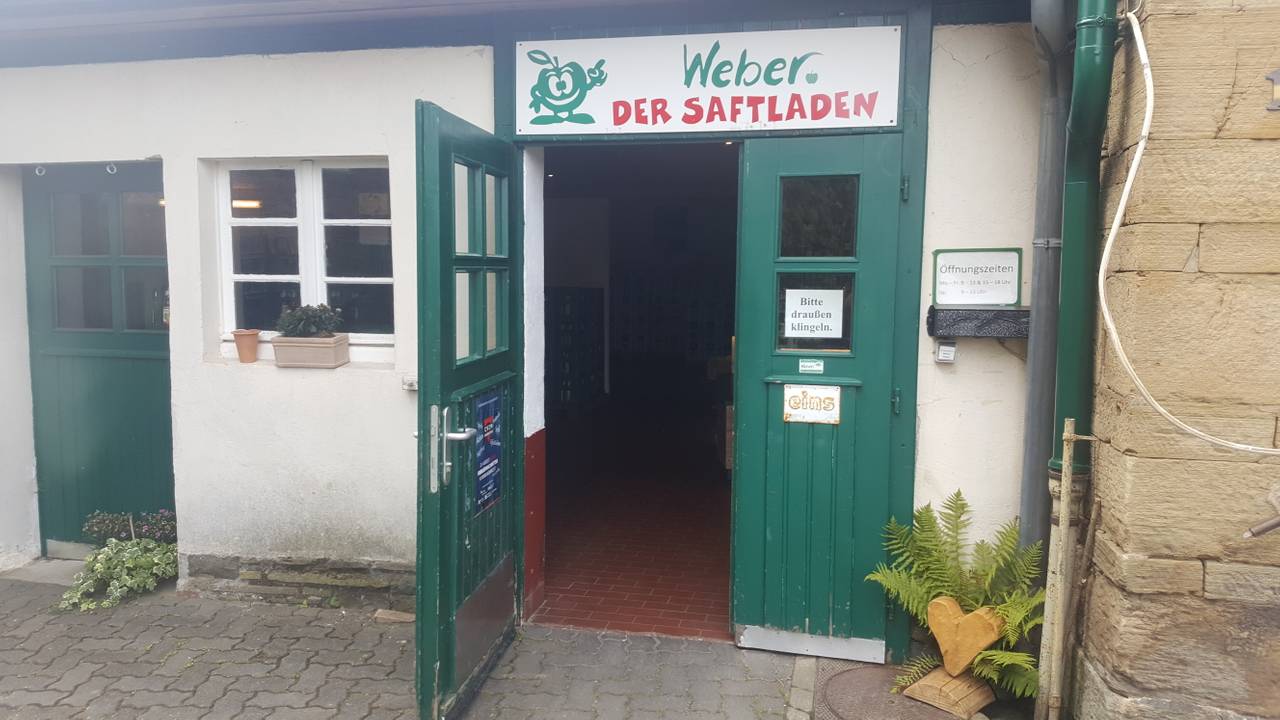 Weber
DER SAFTLADEN
Öffnungszeiten
Bitte
draußen
klingeln.
eins